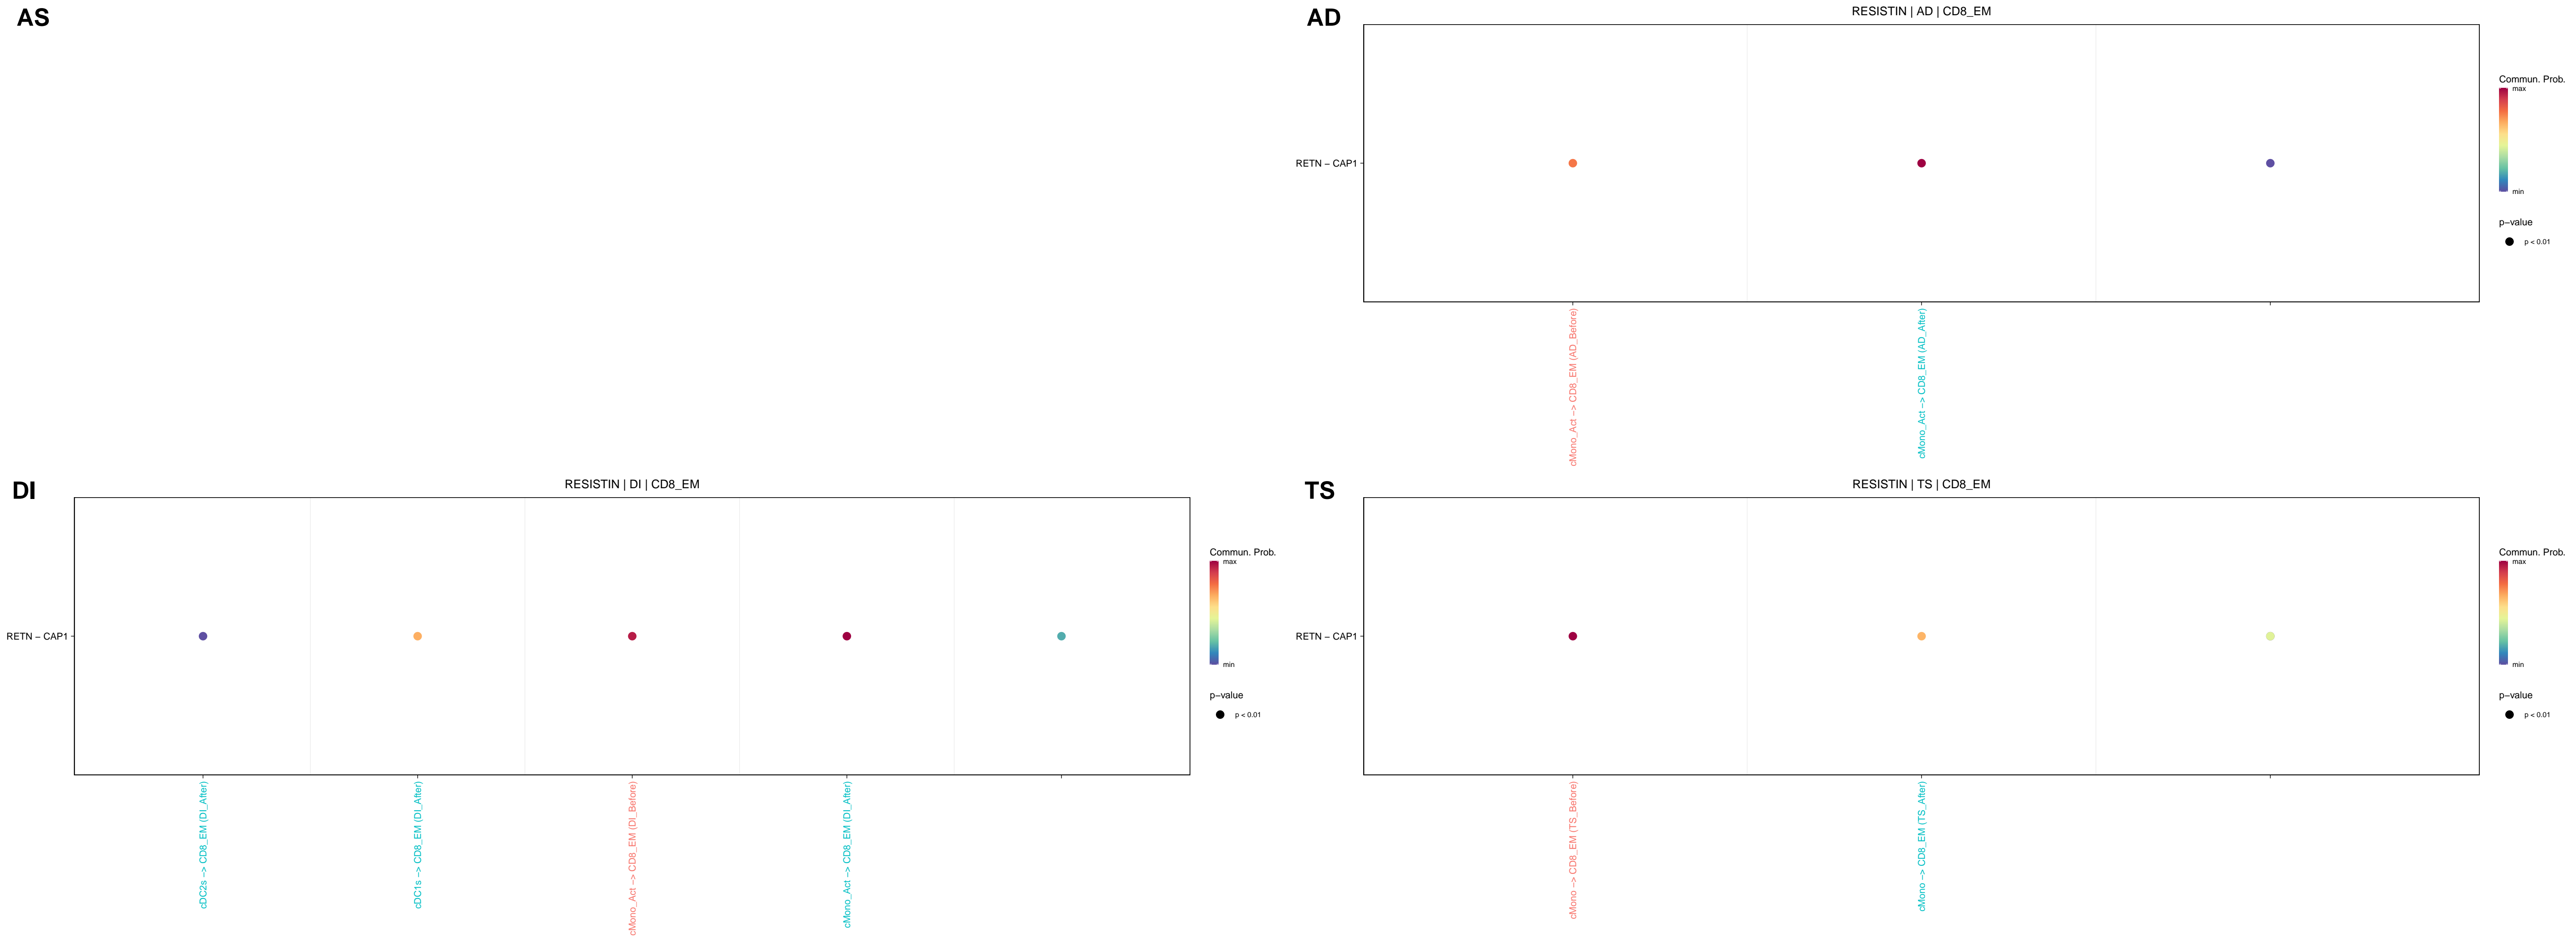 AS
AD
RESISTIN | AD | CD8_EM
RETN − CAP1
cMono_Act −> CD8_EM (AD_Before)
cMono_Act −> CD8_EM (AD_After)
Commun. Prob.
max
min
p−value
p < 0.01
DI
RESISTIN | DI | CD8_EM
RETN − CAP1
cDC2s −> CD8_EM (DI_After)
cDC1s −> CD8_EM (DI_After)
cMono_Act −> CD8_EM (DI_Before)
cMono_Act −> CD8_EM (DI_After)
Commun. Prob.
max
min
p−value
p < 0.01
TS
RESISTIN | TS | CD8_EM
RETN − CAP1
cMono −> CD8_EM (TS_Before)
cMono −> CD8_EM (TS_After)
Commun. Prob.
max
min
p−value
p < 0.01